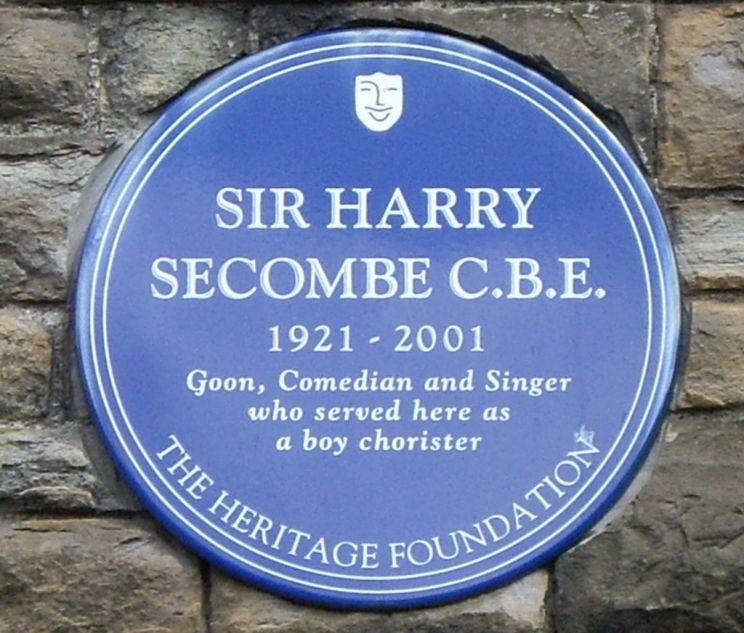 SIR HARRY
SECOMBE C.B.E.
1921 - 2001
Goon, Comedian and Singer
who served here as
a boy chorister
THE HERITAGE FOUNDATION